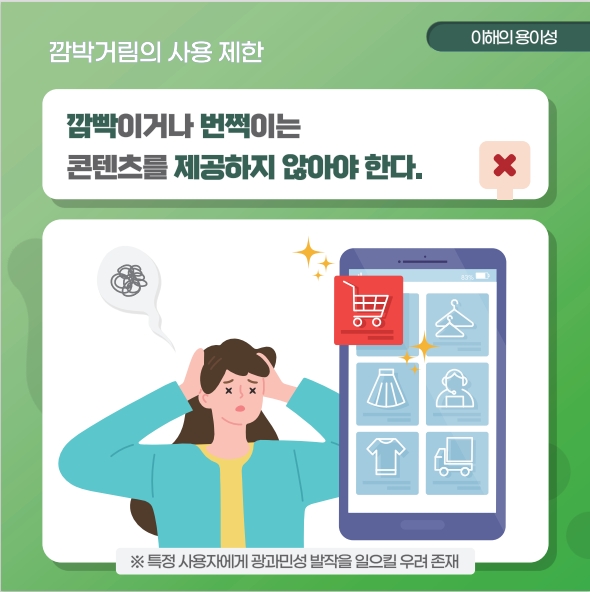 이해의 용이성
깜박거림의 사용 제한
깜빡이거나 번쩍이는
콘텐츠를 제공하지 않아야 한다.
83%
※ 특정 사용자에게 광과민성 발작을 일으킬 우려 존재